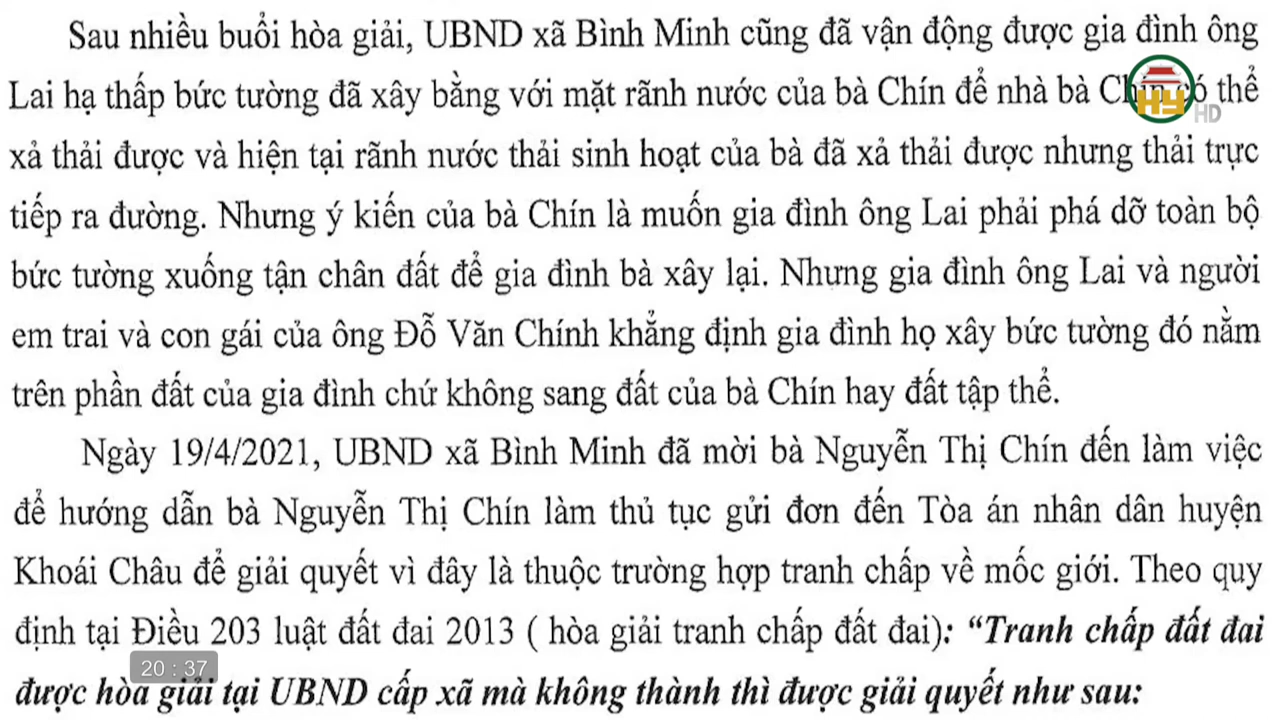 Sau nhiều buổi hòa giải, UBND xã Bình Minh cũng đã vận động được gia đình ông
Lai hạ thấp bức tường đã xây bằng với mặt rãnh nước của bà Chín để nhà bà Chín có thể
HY HD
xả thải được và hiện tại rãnh nước thải sinh hoạt của bà đã xả thải được nhưng thải trực
tiếp ra đường. Nhưng ý kiến của bà Chín là muốn gia đình ông Lai phải phá dỡ toàn bộ
bức tường xuống tận chân đất để gia đình bà xây lại. Nhưng gia đình ông Lai và người
em trai và con gái của ông Đỗ Văn Chính khẳng định gia đình họ xây bức tường đó nằm
trên phần đất của gia đình chứ không sang đất của bà Chín hay đất tập thể.
Ngày 19/4/2021, UBND xã Bình Minh đã mời bà Nguyễn Thị Chín đến làm việc
để hướng dẫn bà Nguyễn Thị Chín làm thủ tục gửi đơn đến Tòa án nhân dân huyện
Khoái Châu để giải quyết vì đây là thuộc trường hợp tranh chấp về mốc giới. Theo quy
định tại Điều 203 luật đất đai 2013 ( hòa giải tranh chấp đất đai): “Tranh chấp đất đai
20 : 37
được hòa giải tại UBND cấp xã mà không thành thì được giải quyết như sau: